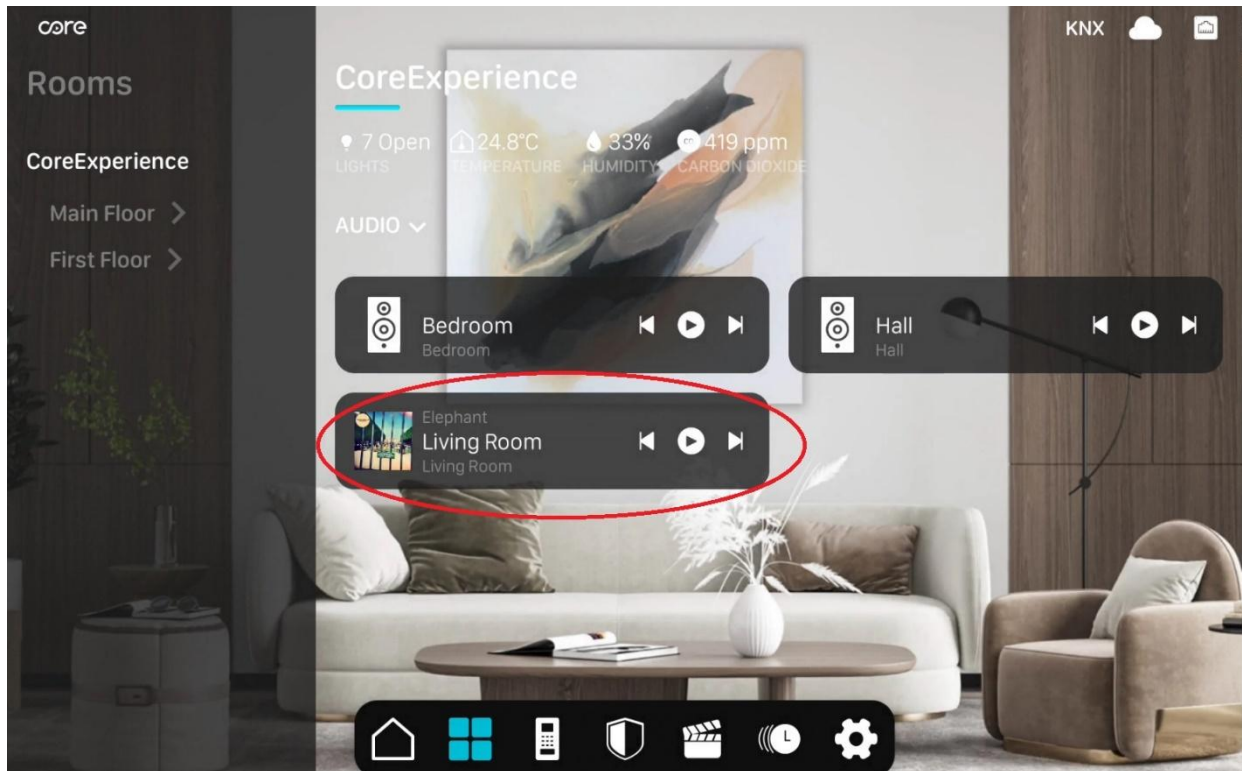 core
KNX
Rooms
CoreExperience
Main Floor
First Floor
CoreExperience
7 Open
LIGHTS
24.8°C
TEMPERATURE
33%
HUMIDITY
419 ppm
CARBON DIOXIDE
AUDIO
Bedroom
Bedroom
Hall
Hall
Elephant
Living Room
Living Room